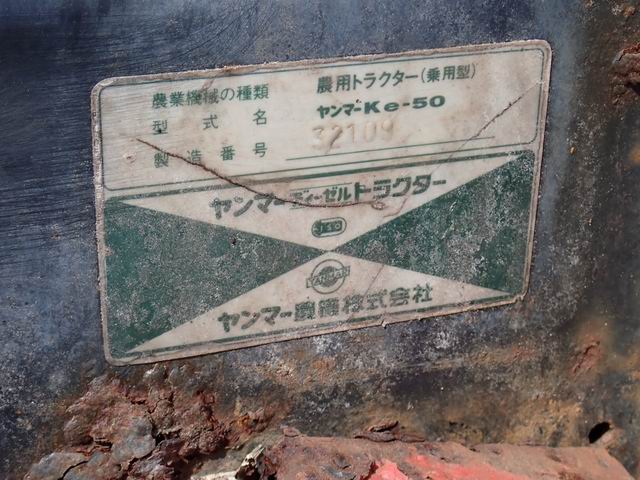 農業機械の種類 農用トラクター(乗用型)
型式名 ヤンマーKe-50
製造番号 32109
ヤンマーディーゼルトラクター
ヤンマー農機株式会社